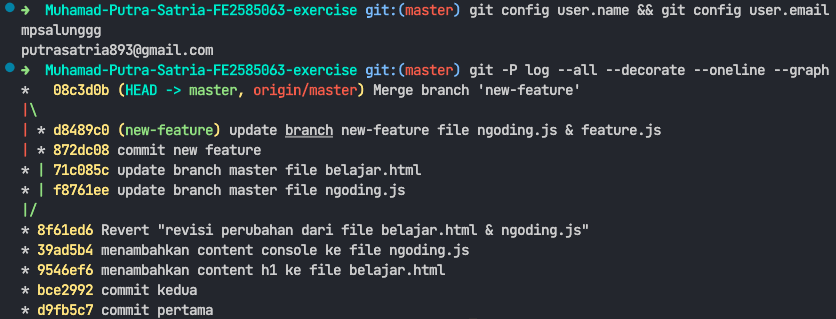 ➜ Muhamad-Putra-Satria-FE2585063-exercise git:(master) git config user.name && git config user.email
mpsalunggg
putrasatria893@gmail.com
➜ Muhamad-Putra-Satria-FE2585063-exercise git:(master) git -P log --all --decorate --oneline --graph
*   08c3d0b (HEAD -> master, origin/master) Merge branch 'new-feature'
|\
| * d8489c0 (new-feature) update branch new-feature file ngoding.js & feature.js
| * 872dc08 commit new feature
* | 71c085c update branch master file belajar.html
* | f8761ee update branch master file ngoding.js
|/
* 8f61ed6 Revert "revisi perubahan dari file belajar.html & ngoding.js"
* 39ad5b4 menambahkan content console ke file ngoding.js
* 9546ef6 menambahkan content h1 ke file belajar.html
* bce2992 commit kedua
* d9fb5c7 commit pertama